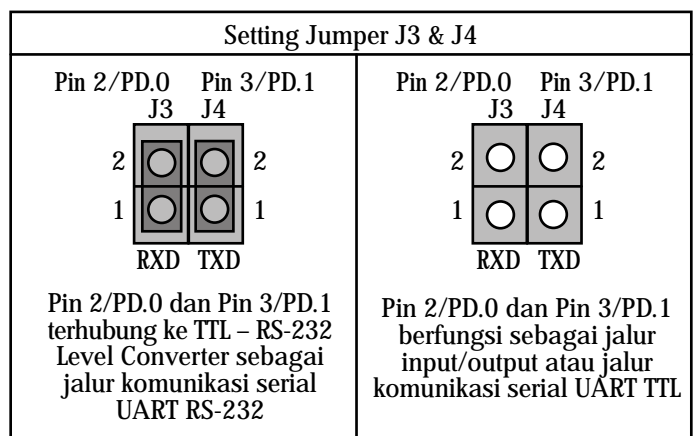 Setting Jumper J3 & J4
Pin 2/PD.0 Pin 3/PD.1
J3 J4
2 2
1 1
RXD TXD
Pin 2/PD.0 dan Pin 3/PD.1
terhubung ke TTL – RS-232
Level Converter sebagai
jalur komunikasi serial
UART RS-232
Pin 2/PD.0 Pin 3/PD.1
J3 J4
2 2
1 1
RXD TXD
Pin 2/PD.0 dan Pin 3/PD.1
berfungsi sebagai jalur
input/output atau jalur
komunikasi serial UART TTL